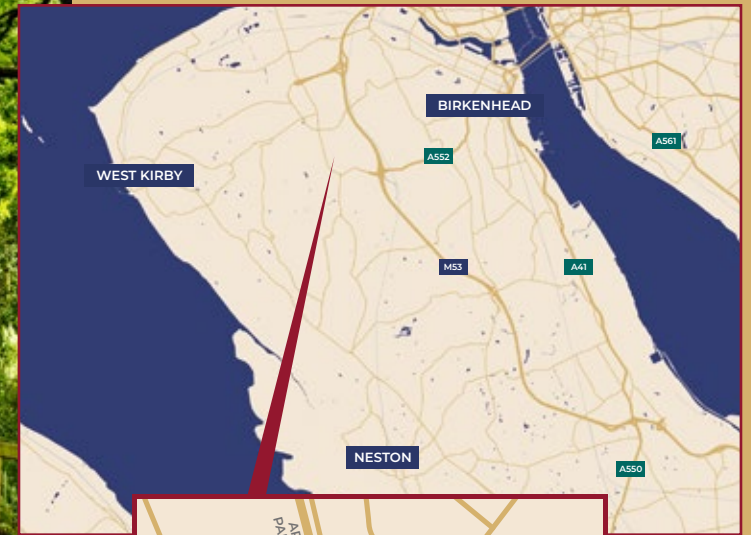 BIRKENHEAD
A561
A552
WEST KIRBY
M53
A41
NESTON
A550